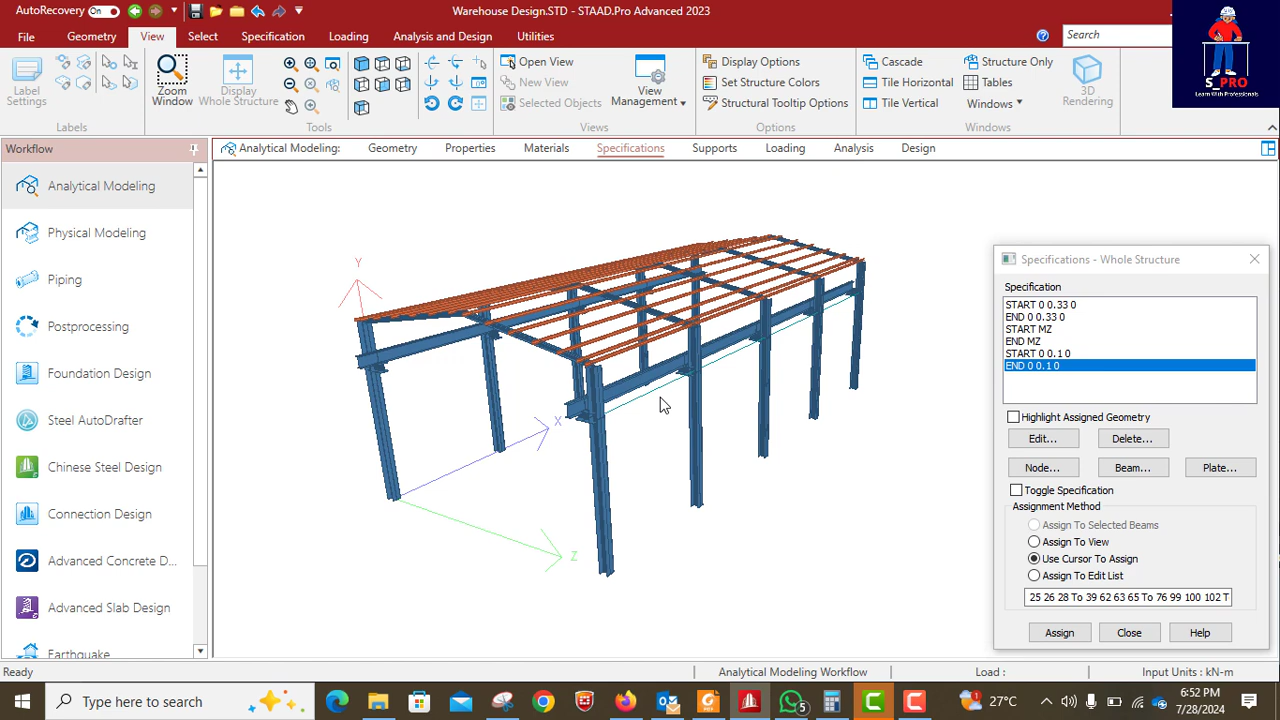 AutoRecovery On Warehouse Design.STD - STAAD.Pro Advanced 2023
File Geometry View Select Specification Loading Analysis and Design Utilities Search
Label Settings
Zoom Window
Display Whole Structure
Open View
New View
Selected Objects
View Management
Display Options
Set Structure Colors
Structural Tooltip Options
Cascade
Tile Horizontal
Tile Vertical
Structure Only
Tables
Windows
3D Rendering
S_PRO
Learn With Professionals
Labels Tools Views Options Windows
Workflow
Analytical Modeling: Geometry Properties Materials Specifications Supports Loading Analysis Design
Analytical Modeling
Physical Modeling
Piping
Postprocessing
Foundation Design
Steel AutoDrafter
Chinese Steel Design
Connection Design
Advanced Concrete D...
Advanced Slab Design
Earthquake
Y
X
Z
Specifications - Whole Structure
Specification
START 0 0.33 0
END 0 0.33 0
START MZ
END MZ
START 0 0.1 0
END 0 0.1 0
Highlight Assigned Geometry
Edit... Delete...
Node... Beam... Plate...
Toggle Specification
Assignment Method
Assign To Selected Beams
Assign To View
Use Cursor To Assign
Assign To Edit List
25 26 28 To 39 62 63 65 To 76 99 100 102 T
Assign Close Help
Ready Analytical Modeling Workflow Load : Input Units : kN-m
Type here to search
5
27°C
6:52 PM
7/28/2024